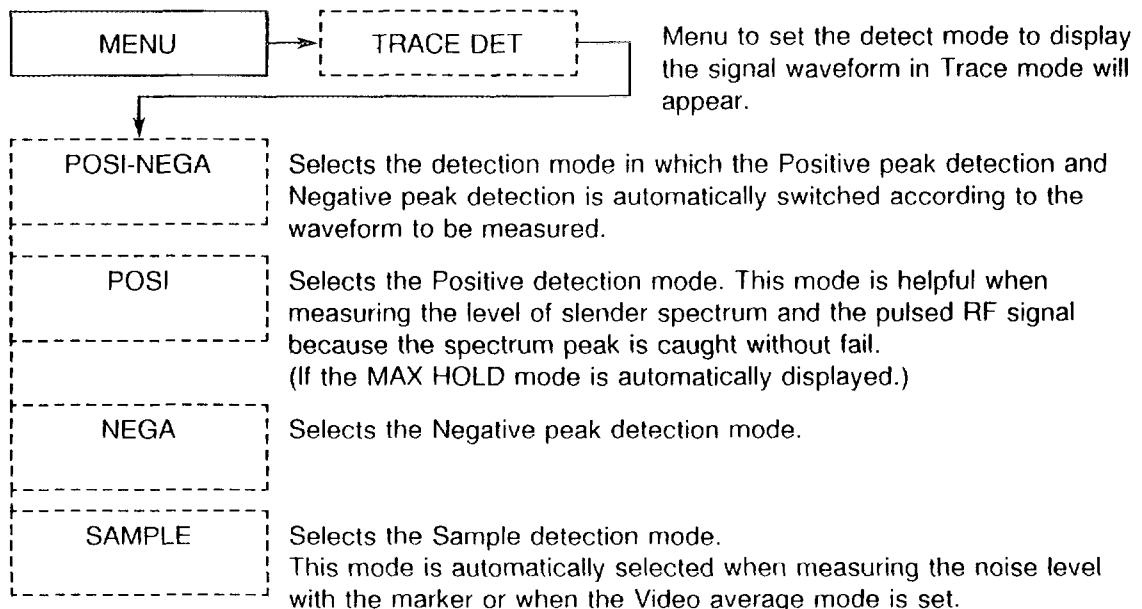 MENU
TRACE DET
Menu to set the detect mode to display
the signal waveform in Trace mode will
appear.
POSI-NEGA
Selects the detection mode in which the Positive peak detection and
Negative peak detection is automatically switched according to the
waveform to be measured.
POSI
Selects the Positive detection mode. This mode is helpful when
measuring the level of slender spectrum and the pulsed RF signal
because the spectrum peak is caught without fail.
(If the MAX HOLD mode is automatically displayed.)
NEGA
Selects the Negative peak detection mode.
SAMPLE
Selects the Sample detection mode.
This mode is automatically selected when measuring the noise level
with the marker or when the Video average mode is set.